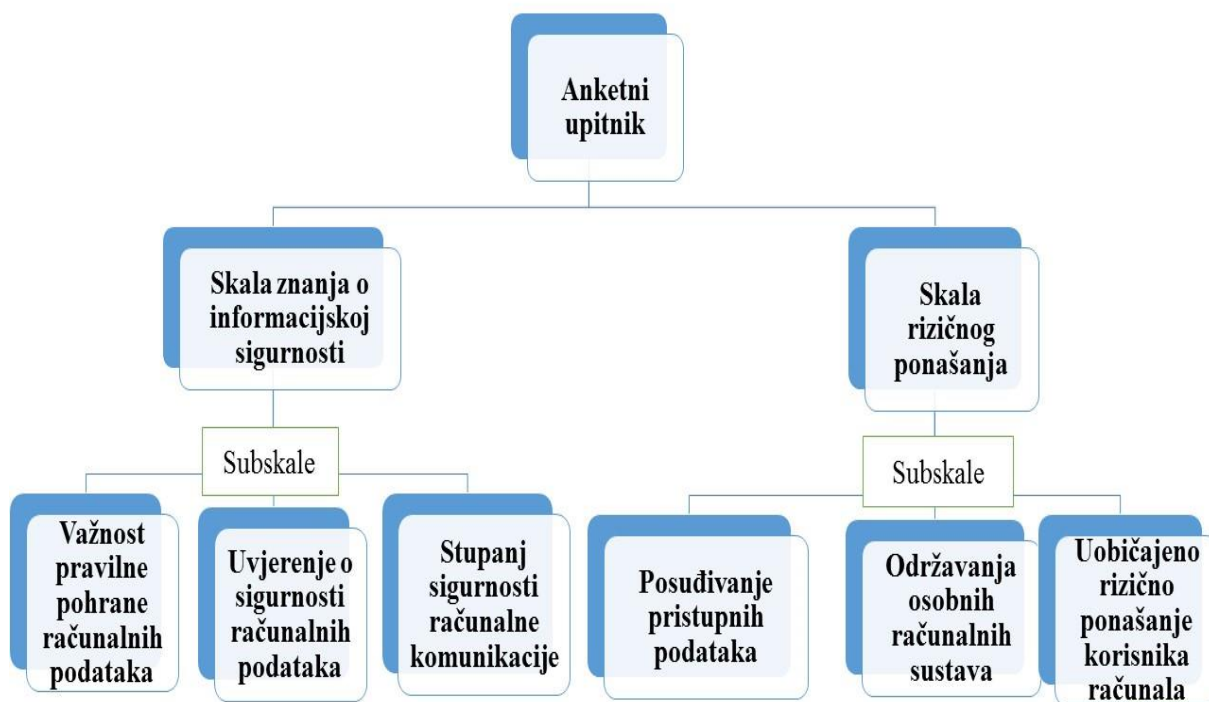 Anketni
upitnik
Skala znanja o
informacijskoj
sigurnosti
Skala
rizičnog
ponašanja
Subskale
Subskale
Važnost
pravilne
pohrane
računalnih
podataka
Uvjerenje o
sigurnosti
računalnih
podataka
Stupanj
sigurnosti
računalne
komunikacije
Posuđivanje
pristupnih
podataka
Održavanja
osobnih
računalnih
sustava
Uobičajeno
rizično
ponašanje
korisnika
računala